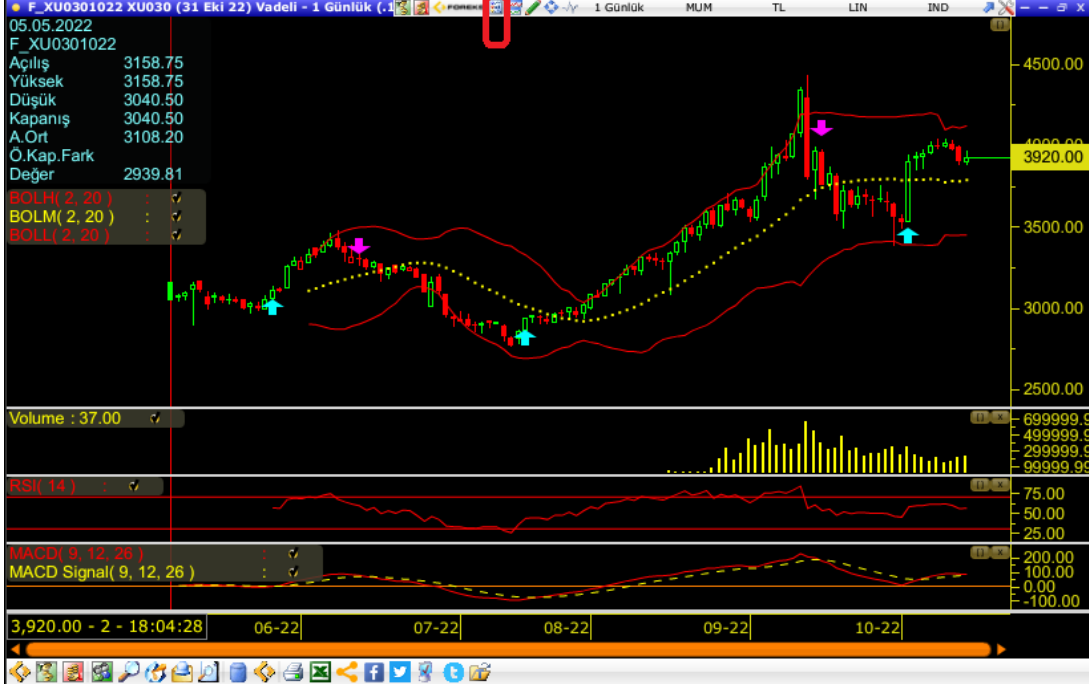 F_XU0301022 XU030 (31 Eki 22) Vadeli - 1 Günlük (.1
FOREKS
1 Günlük MUM TL LIN IND
05.05.2022
F_XU0301022
Açılış 3158.75
Yüksek 3158.75
Düşük 3040.50
Kapanış 3040.50
A.Ort 3108.20
Ö.Kap.Fark
Değer 2939.81
BOLH( 2, 20 ) :
BOLM( 2, 20 ) :
BOLL( 2, 20 ) :
4500.00
3920.00
3500.00
3000.00
2500.00
Volume : 37.00
699999.9
499999.9
299999.9
99999.99
RSI( 14 ) :
75.00
50.00
25.00
MACD( 9, 12, 26 ) :
MACD Signal( 9, 12, 26 ) :
200.00
100.00
0.00
-100.00
3,920.00 - 2 - 18:04:28 06-22 07-22 08-22 09-22 10-22